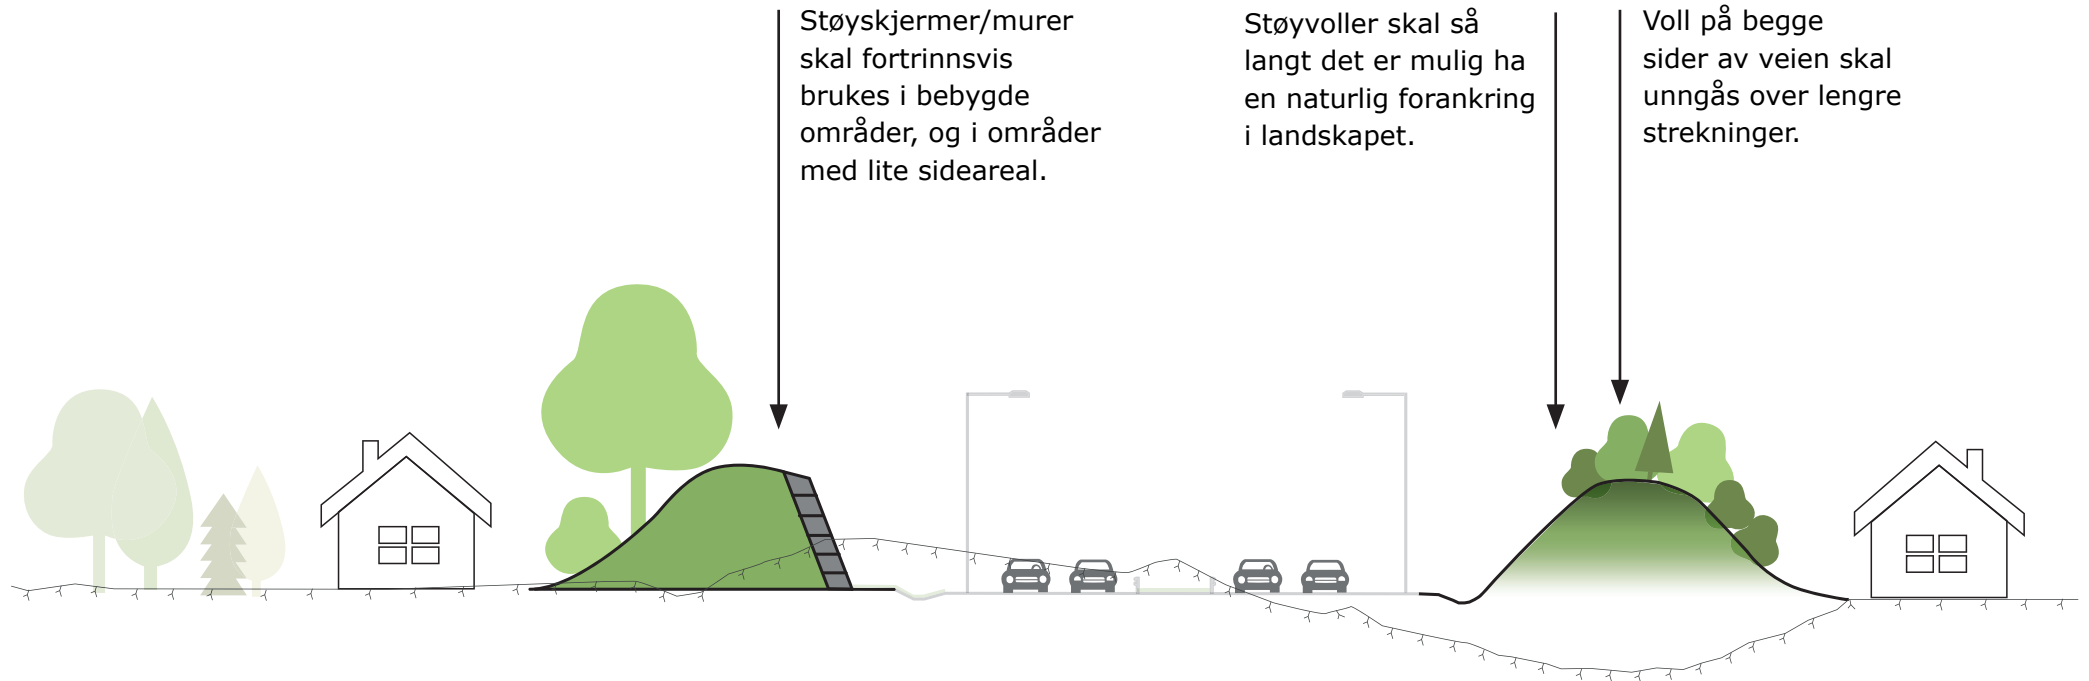 Støyskjermer/murer
skal fortrinnsvis
brukes i bebygde
områder, og i områder
med lite sideareal.
Støyvoller skal så
langt det er mulig ha
en naturlig forankring
i landskapet.
Voll på begge
sider av veien skal
unngås over lengre
strekninger.